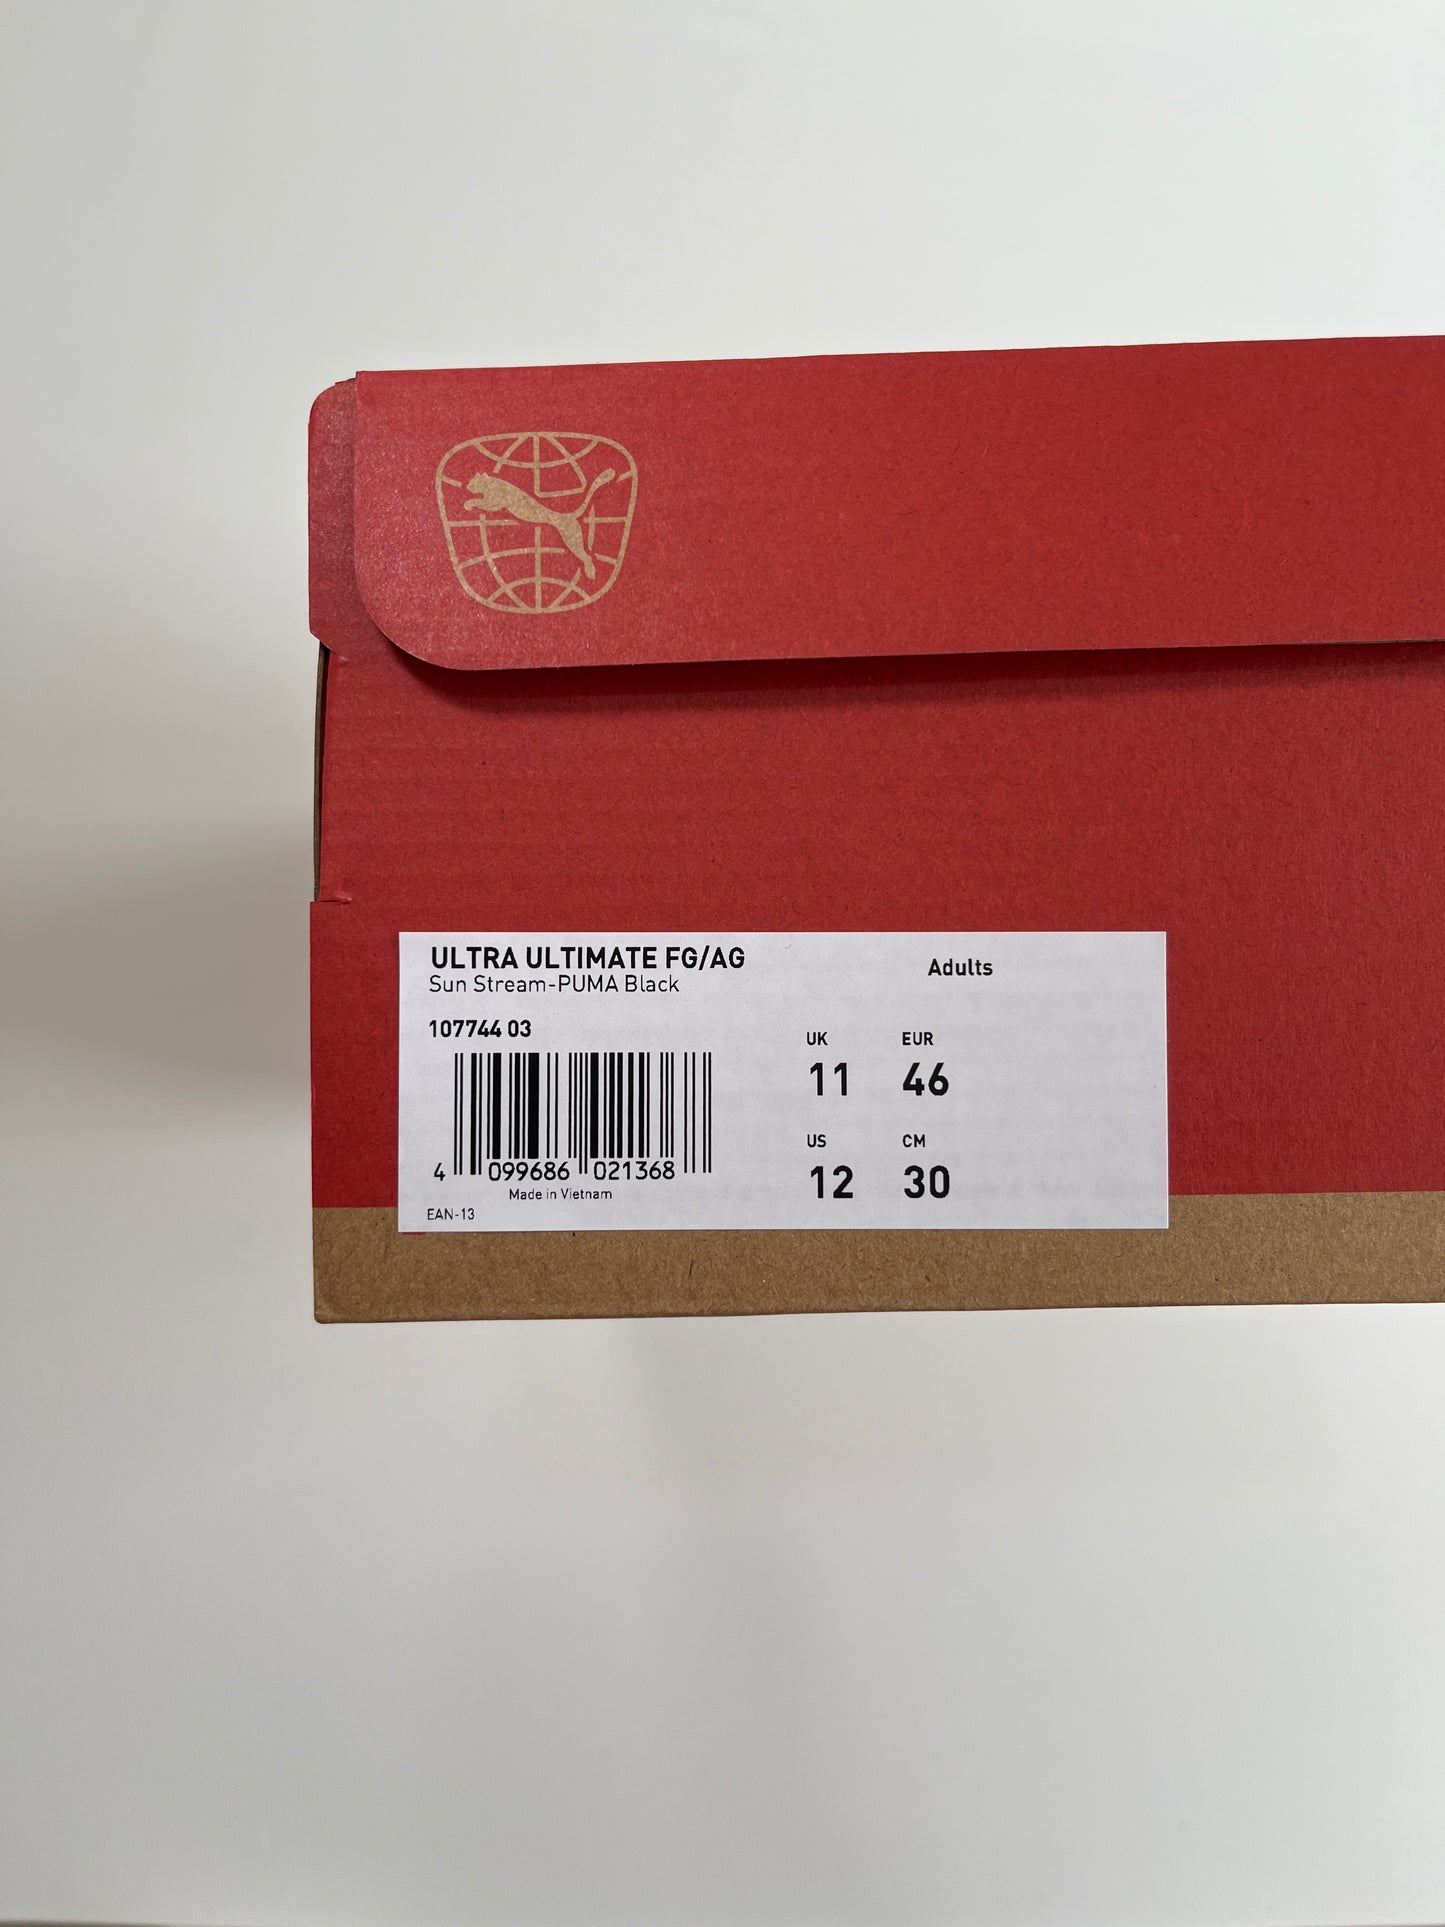 ULTRA ULTIMATE FG/AG
Sun Stream-PUMA Black
Adults
107744 03
UK EUR
11 46
US CM
12 30
4 099686 021368
Made in Vietnam
EAN-13